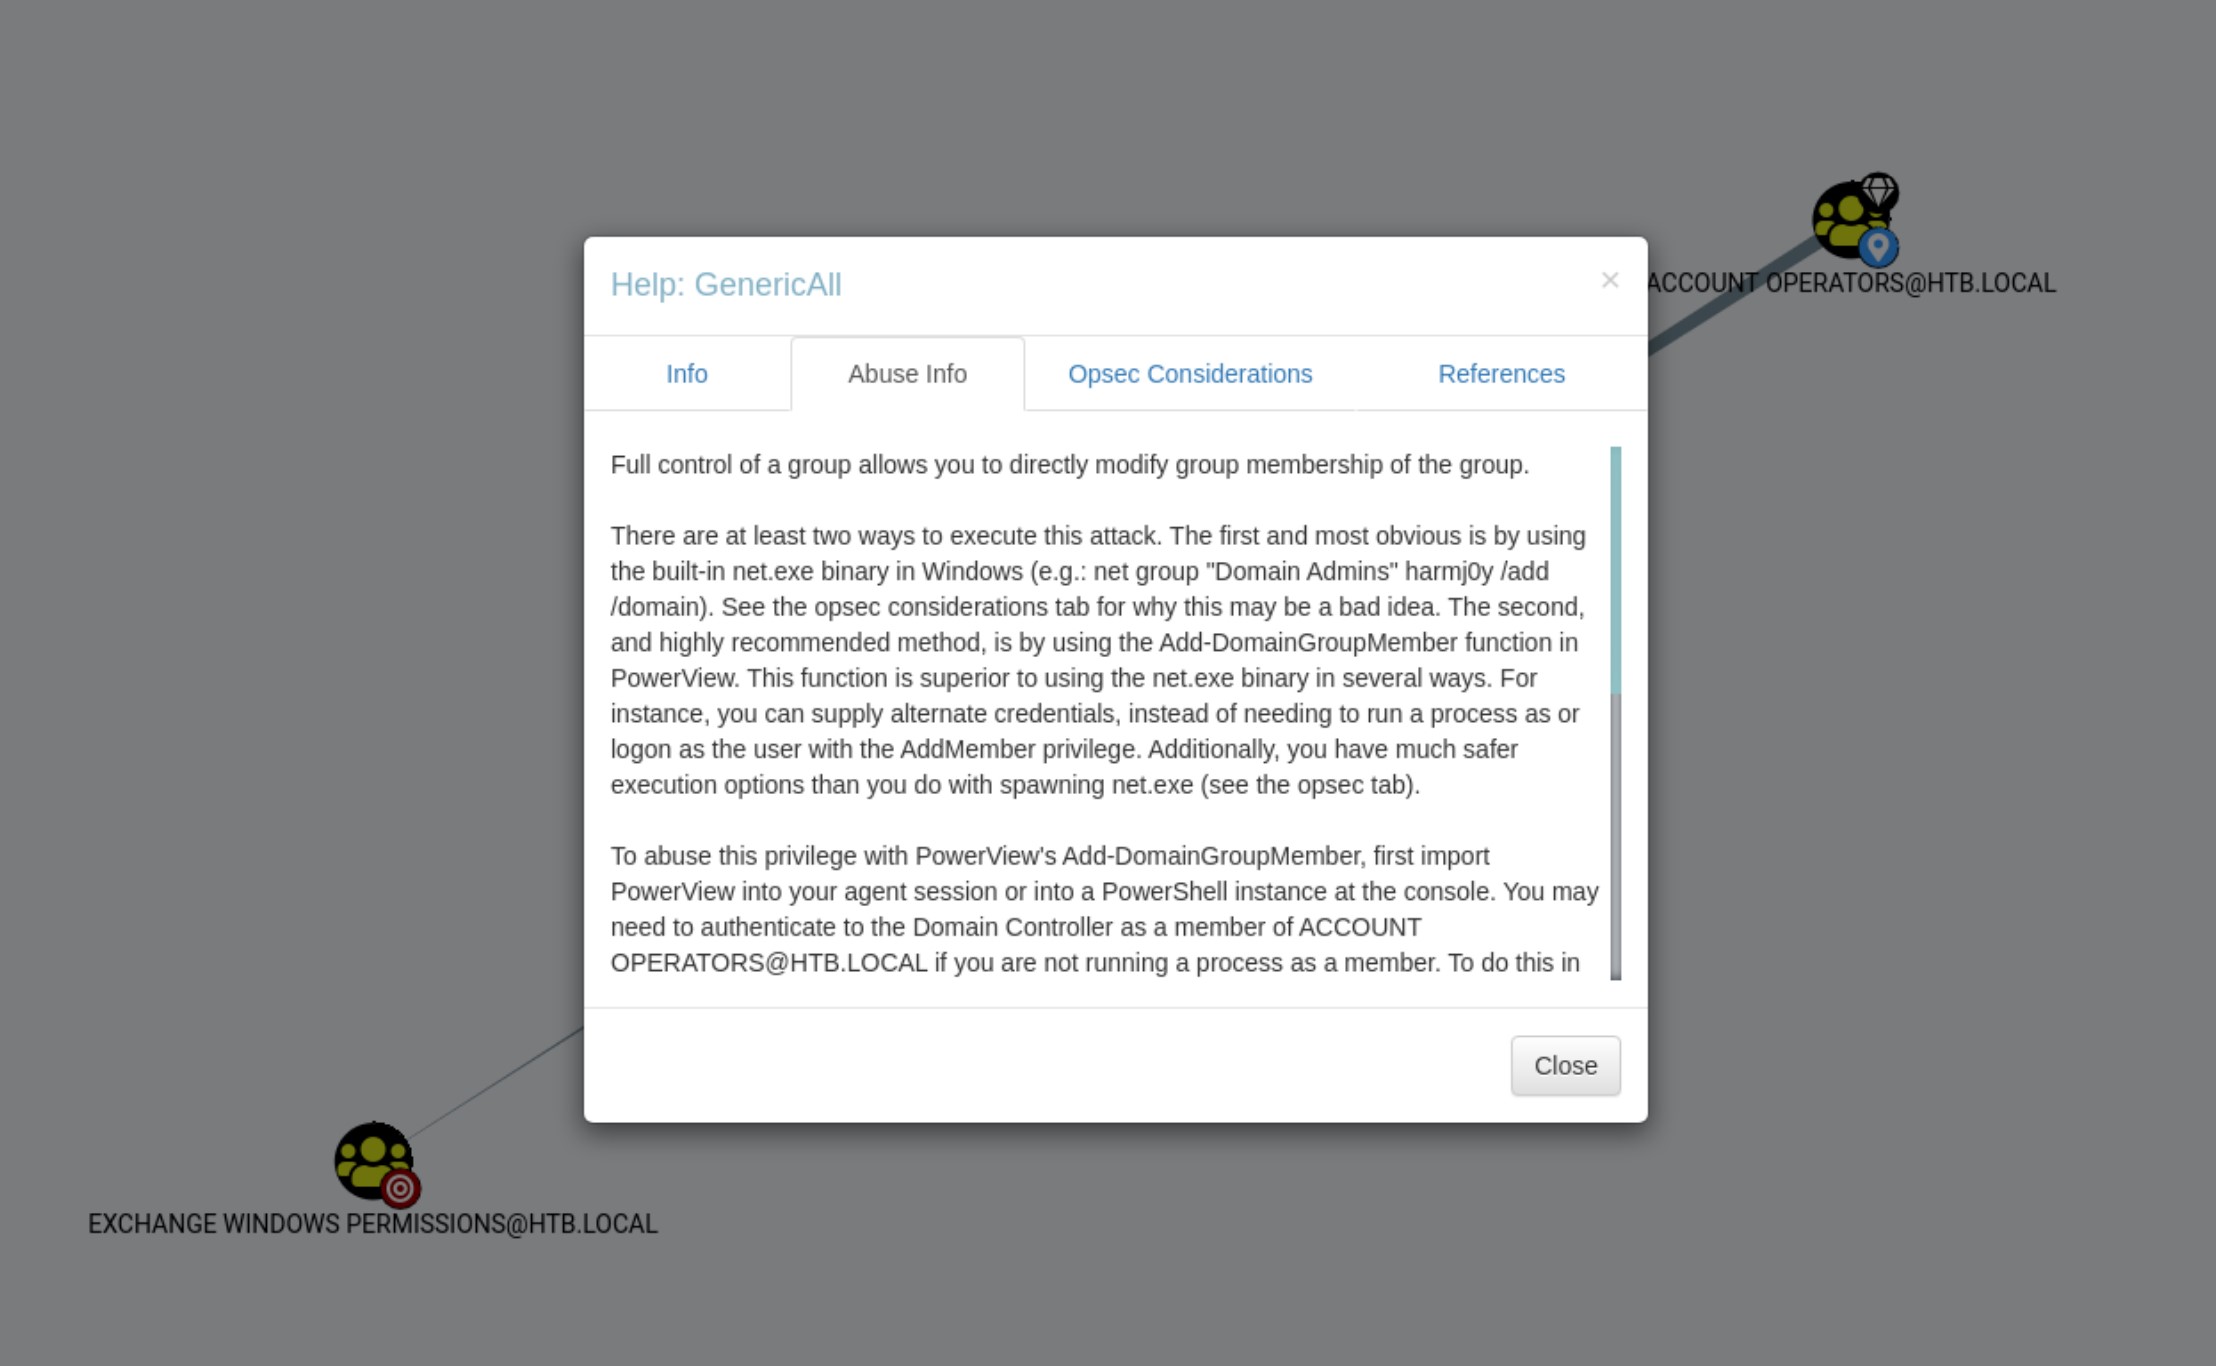 ACCOUNT OPERATORS@HTB.LOCAL
Help: GenericAll
×
Info
Abuse Info
Opsec Considerations
References
Full control of a group allows you to directly modify group membership of the group.
There are at least two ways to execute this attack. The first and most obvious is by using
the built-in net.exe binary in Windows (e.g.: net group "Domain Admins" harmj0y /add
/domain). See the opsec considerations tab for why this may be a bad idea. The second,
and highly recommended method, is by using the Add-DomainGroupMember function in
PowerView. This function is superior to using the net.exe binary in several ways. For
instance, you can supply alternate credentials, instead of needing to run a process as or
logon as the user with the AddMember privilege. Additionally, you have much safer
execution options than you do with spawning net.exe (see the opsec tab).
To abuse this privilege with PowerView's Add-DomainGroupMember, first import
PowerView into your agent session or into a PowerShell instance at the console. You may
need to authenticate to the Domain Controller as a member of ACCOUNT
OPERATORS@HTB.LOCAL if you are not running a process as a member. To do this in
Close
EXCHANGE WINDOWS PERMISSIONS@HTB.LOCAL